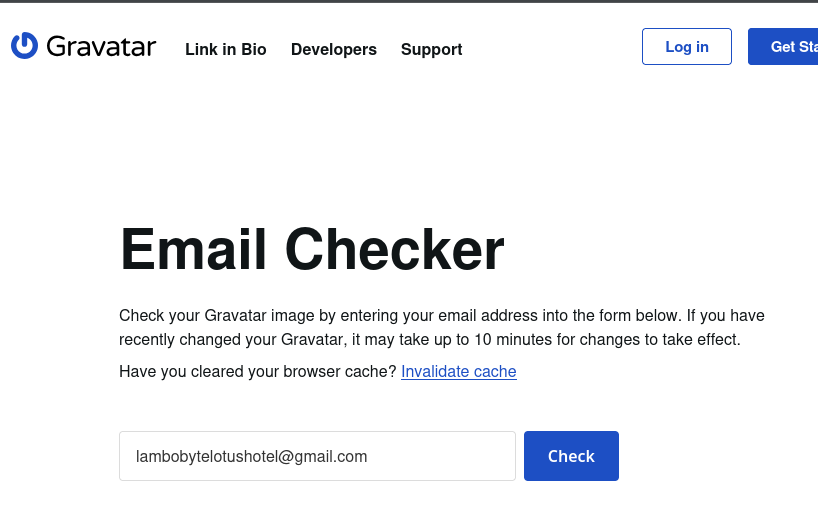 Gravatar Link in Bio Developers Support Log in Get Sta
Email Checker
Check your Gravatar image by entering your email address into the form below. If you have
recently changed your Gravatar, it may take up to 10 minutes for changes to take effect.
Have you cleared your browser cache? Invalidate cache
lambobytelotushotel@gmail.com Check